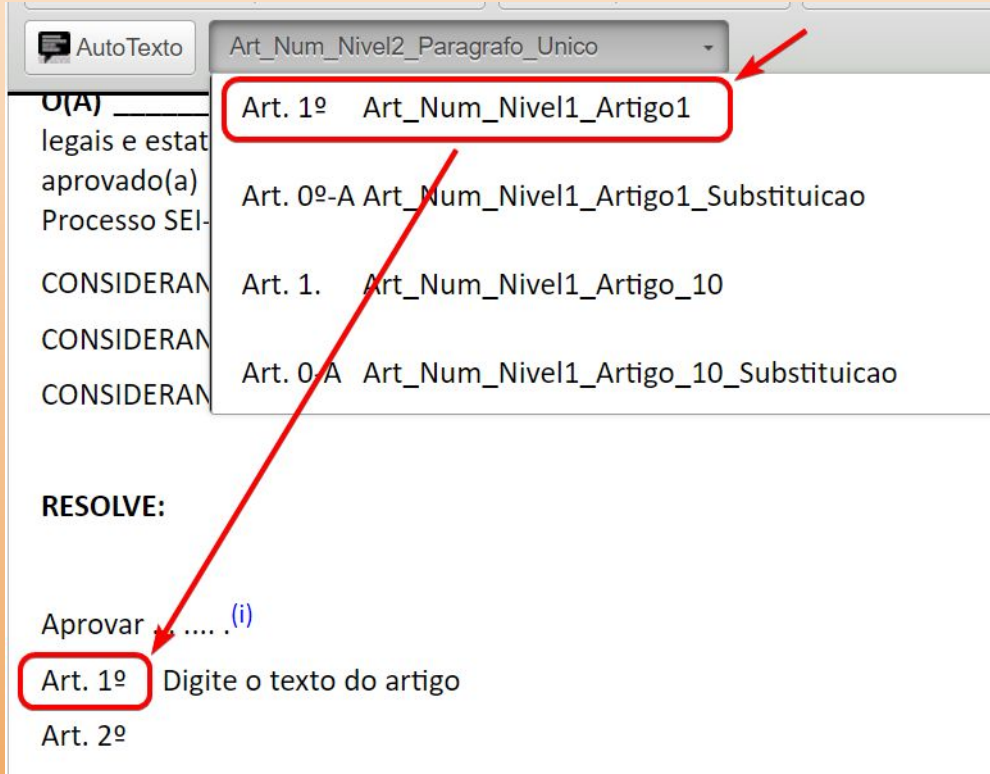 AutoTexto Art_Num_Nivel2_Paragrafo_Unico
O(A) _______
Art. 1º Art_Num_Nivel1_Artigo1
legais e estat
aprovado(a)
Art. 0º-A Art_Num_Nivel1_Artigo1_Substituicao
Processo SEI-
CONSIDERAN
Art. 1. Art_Num_Nivel1_Artigo_10
CONSIDERAN
Art. 0-A Art_Num_Nivel1_Artigo_10_Substituicao
CONSIDERAN
RESOLVE:
Aprovar .. .... .(i)
Art. 1º Digite o texto do artigo
Art. 2º